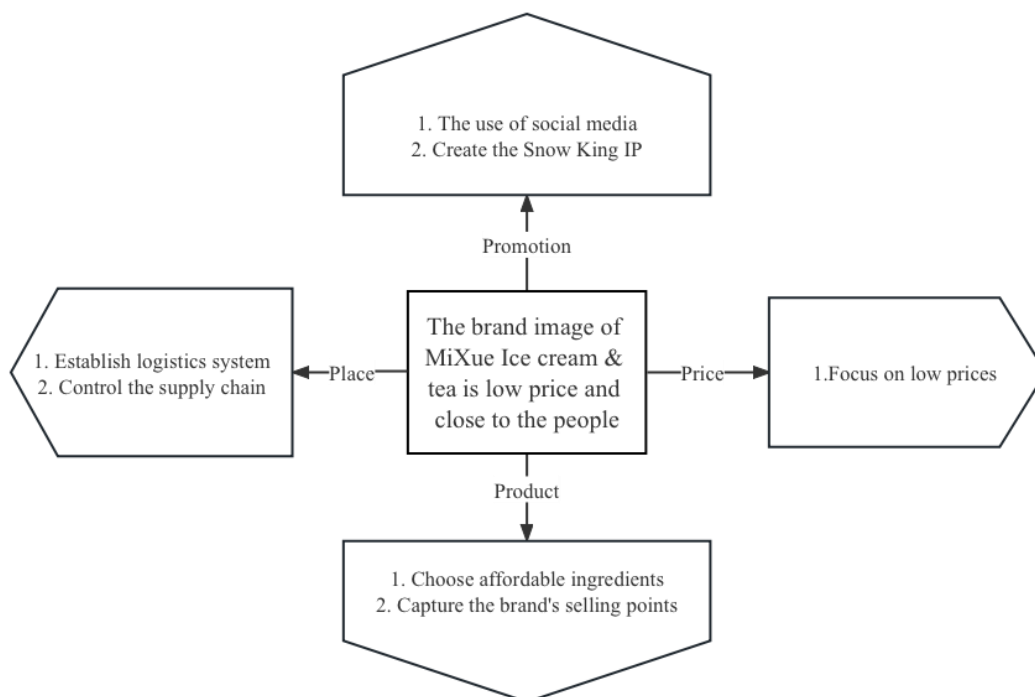 1. The use of social media
2. Create the Snow King IP
Promotion
The brand image of
MiXue Ice cream &
tea is low price and
close to the people
1. Establish logistics system
2. Control the supply chain
Place
Price
1.Focus on low prices
Product
1. Choose affordable ingredients
2. Capture the brand's selling points